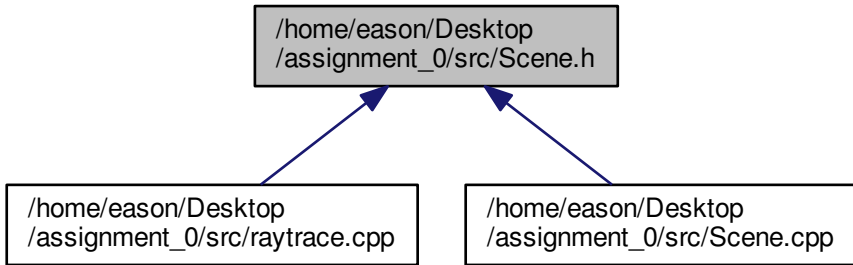 /home/eason/Desktop
/assignment_0/src/Scene.h
/home/eason/Desktop
/assignment_0/src/raytrace.cpp
/home/eason/Desktop
/assignment_0/src/Scene.cpp